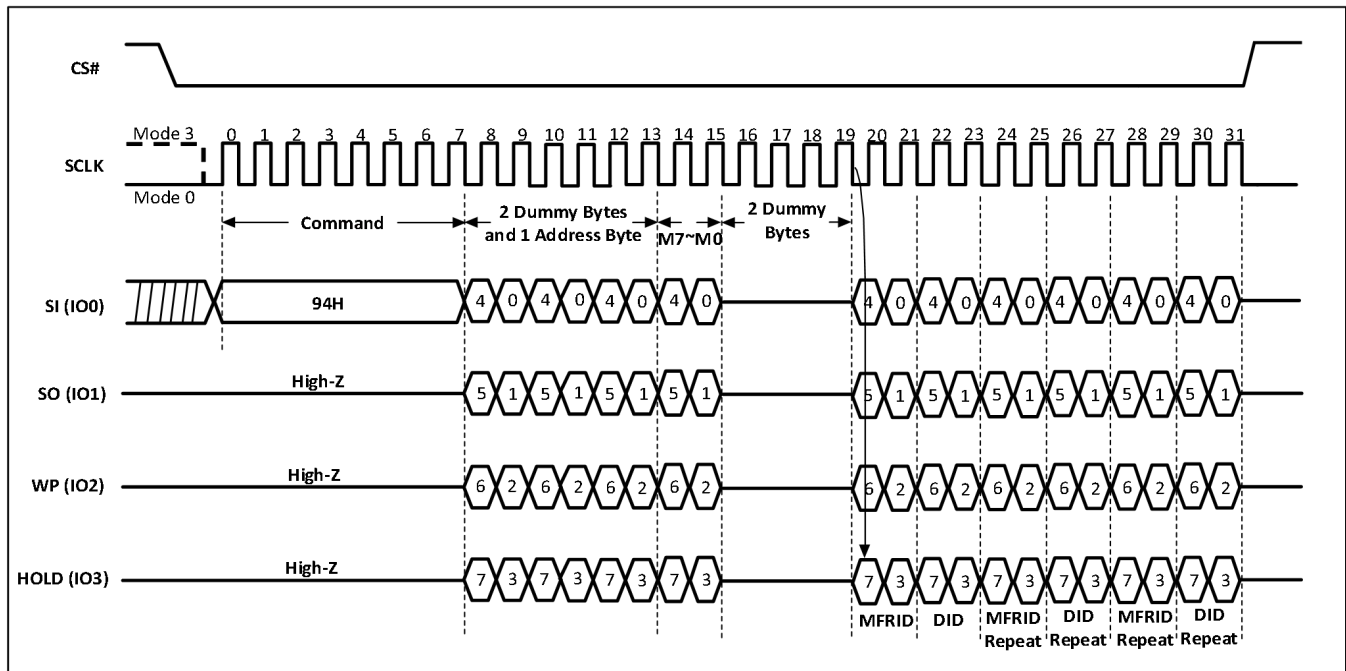 CS#
Mode 3
0 1 2 3 4 5 6 7 8 9 10 11 12 13 14 15 16 17 18 19 20 21 22 23 24 25 26 27 28 29 30 31
SCLK
Mode 0
Command
2 Dummy Bytes
and 1 Address Byte
M7~M0
2 Dummy
Bytes
SI (IO0)
94H
4 0 4 0 4 0 4 0 4 0 4 0 4 0 4 0 4 0 4 0
SO (IO1)
High-Z
5 1 5 1 5 1 5 1 5 1 5 1 5 1 5 1 5 1 5 1
WP (IO2)
High-Z
6 2 6 2 6 2 6 2 6 2 6 2 6 2 6 2 6 2 6 2
HOLD (IO3)
High-Z
7 3 7 3 7 3 7 3 7 3 7 3 7 3 7 3 7 3 7 3
MFRID
DID
MFRID
Repeat
DID
Repeat
MFRID
Repeat
DID
Repeat